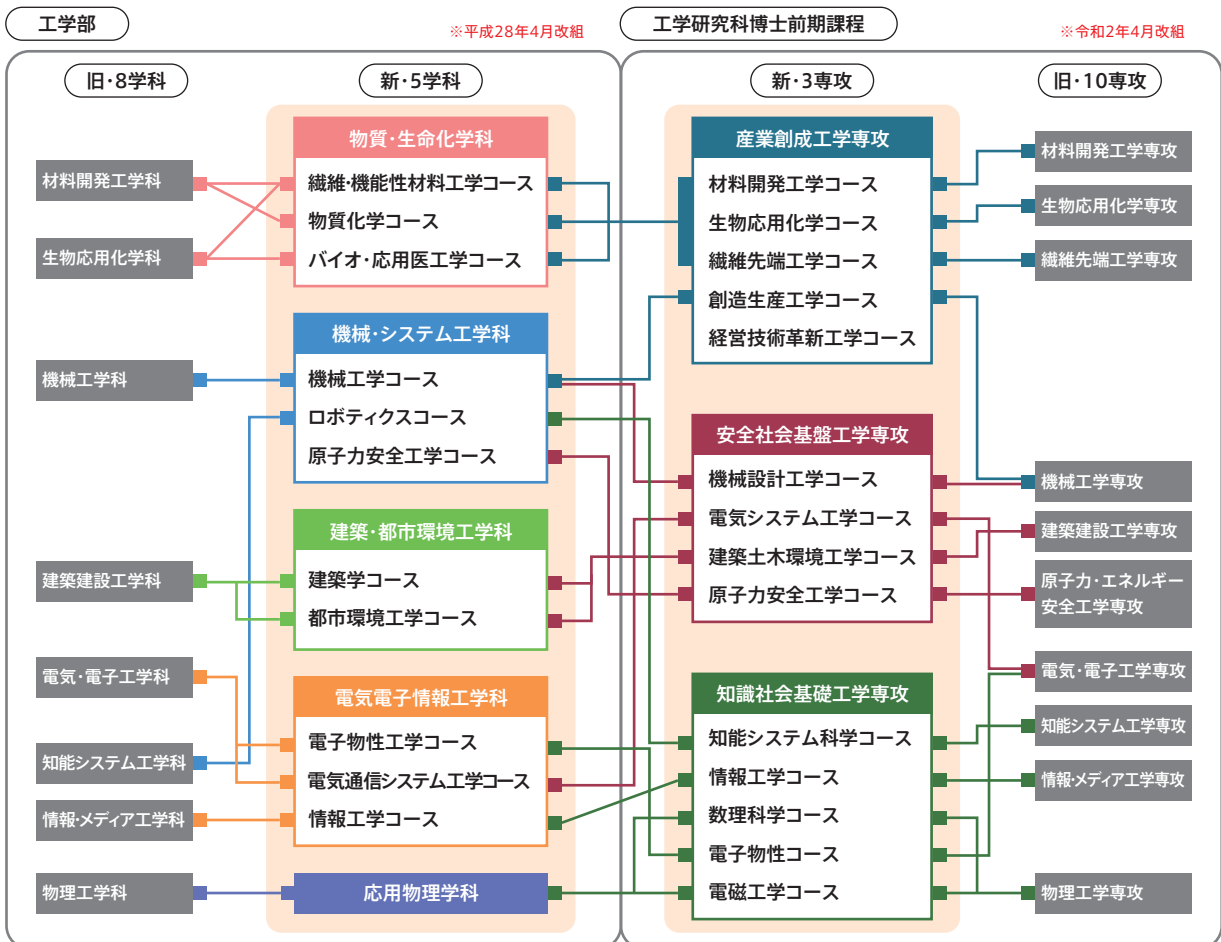 工学部
※平成28年4月改組
工学研究科博士前期課程
※令和2年4月改組
旧・8学科
新・5学科
新・3専攻
旧・10専攻
材料開発工学科
生物応用化学科
機械工学科
建築建設工学科
電気・電子工学科
知能システム工学科
情報・メディア工学科
物理工学科
物質・生命化学科
繊維・機能性材料工学コース
物質化学コース
バイオ・応用医工学コース
機械・システム工学科
機械工学コース
ロボティクスコース
原子力安全工学コース
建築・都市環境工学科
建築学コース
都市環境工学コース
電気電子情報工学科
電子物性工学コース
電気通信システム工学コース
情報工学コース
応用物理学科
産業創成工学専攻
材料開発工学コース
生物応用化学コース
繊維先端工学コース
創造生産工学コース
経営技術革新工学コース
安全社会基盤工学専攻
機械設計工学コース
電気システム工学コース
建築土木環境工学コース
原子力安全工学コース
知識社会基礎工学専攻
知能システム科学コース
情報工学コース
数理科学コース
電子物性コース
電磁工学コース
材料開発工学専攻
生物応用化学専攻
繊維先端工学専攻
機械工学専攻
建築建設工学専攻
原子力・エネルギー
安全工学専攻
電気・電子工学専攻
知能システム工学専攻
情報・メディア工学専攻
物理工学専攻